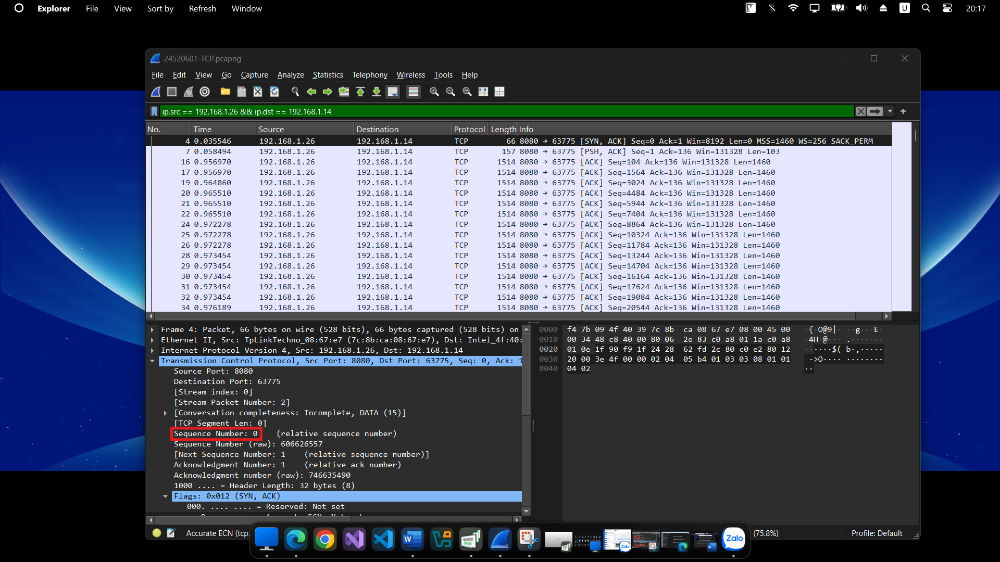 Explorer File View Sort by Refresh Window U 20:17
24520601-TCP.pcapng
File Edit View Go Capture Analyze Statistics Telephony Wireless Tools Help
ip.src == 192.168.1.26 && ip.dst == 192.168.1.14
No. Time Source Destination Protocol Length Info
4 0.035546 192.168.1.26 192.168.1.14 TCP 66 8080 → 63775 [SYN, ACK] Seq=0 Ack=1 Win=8192 Len=0 MSS=1460 WS=256 SACK_PERM
7 0.058494 192.168.1.26 192.168.1.14 TCP 157 8080 → 63775 [PSH, ACK] Seq=1 Ack=136 Win=131328 Len=103
16 0.956970 192.168.1.26 192.168.1.14 TCP 1514 8080 → 63775 [ACK] Seq=104 Ack=136 Win=131328 Len=1460
17 0.956970 192.168.1.26 192.168.1.14 TCP 1514 8080 → 63775 [ACK] Seq=1564 Ack=136 Win=131328 Len=1460
19 0.964860 192.168.1.26 192.168.1.14 TCP 1514 8080 → 63775 [ACK] Seq=3024 Ack=136 Win=131328 Len=1460
20 0.965510 192.168.1.26 192.168.1.14 TCP 1514 8080 → 63775 [ACK] Seq=4484 Ack=136 Win=131328 Len=1460
21 0.965510 192.168.1.26 192.168.1.14 TCP 1514 8080 → 63775 [ACK] Seq=5944 Ack=136 Win=131328 Len=1460
22 0.965510 192.168.1.26 192.168.1.14 TCP 1514 8080 → 63775 [ACK] Seq=7404 Ack=136 Win=131328 Len=1460
24 0.972278 192.168.1.26 192.168.1.14 TCP 1514 8080 → 63775 [ACK] Seq=8864 Ack=136 Win=131328 Len=1460
25 0.972278 192.168.1.26 192.168.1.14 TCP 1514 8080 → 63775 [ACK] Seq=10324 Ack=136 Win=131328 Len=1460
26 0.972278 192.168.1.26 192.168.1.14 TCP 1514 8080 → 63775 [ACK] Seq=11784 Ack=136 Win=131328 Len=1460
28 0.973454 192.168.1.26 192.168.1.14 TCP 1514 8080 → 63775 [ACK] Seq=13244 Ack=136 Win=131328 Len=1460
29 0.973454 192.168.1.26 192.168.1.14 TCP 1514 8080 → 63775 [ACK] Seq=14704 Ack=136 Win=131328 Len=1460
30 0.973454 192.168.1.26 192.168.1.14 TCP 1514 8080 → 63775 [ACK] Seq=16164 Ack=136 Win=131328 Len=1460
31 0.973454 192.168.1.26 192.168.1.14 TCP 1514 8080 → 63775 [ACK] Seq=17624 Ack=136 Win=131328 Len=1460
32 0.973454 192.168.1.26 192.168.1.14 TCP 1514 8080 → 63775 [ACK] Seq=19084 Ack=136 Win=131328 Len=1460
34 0.976189 192.168.1.26 192.168.1.14 TCP 1514 8080 → 63775 [ACK] Seq=20544 Ack=136 Win=131328 Len=1460
Frame 4: Packet, 66 bytes on wire (528 bits), 66 bytes captured (528 bits) on
Ethernet II, Src: TpLinkTechno_08:67:e7 (7c:8b:ca:08:67:e7), Dst: Intel_4f:40:
Internet Protocol Version 4, Src: 192.168.1.26, Dst: 192.168.1.14
Transmission Control Protocol, Src Port: 8080, Dst Port: 63775, Seq: 0, Ack: 1
Source Port: 8080
Destination Port: 63775
[Stream index: 0]
[Stream Packet Number: 2]
[Conversation completeness: Incomplete, DATA (15)]
[TCP Segment Len: 0]
Sequence Number: 0 (relative sequence number)
Sequence Number (raw): 606626557
[Next Sequence Number: 1 (relative sequence number)]
Acknowledgment Number: 1 (relative ack number)
Acknowledgment number (raw): 746635490
1000 .... = Header Length: 32 bytes (8)
Flags: 0x012 (SYN, ACK)
000. .... .... = Reserved: Not set
0000 f4 7b 09 4f 40 39 7c 8b ca 08 67 e7 08 00 45 00 ·{·O@9|· ··g···E·
0010 00 34 48 c8 40 00 80 06 2e 83 c0 a8 01 1a c0 a8 ·4H·@··· .·······
0020 01 0e 1f 90 f9 1f 24 28 62 fd 2c 80 c0 e2 80 12 ······$( b·,·····
0030 20 00 3e 4f 00 00 02 04 05 b4 01 03 03 08 01 01 ·>O···· ········
0040 04 02 ··
Accurate ECN (tcp.
(75.8%)
Profile: Default
Zalo